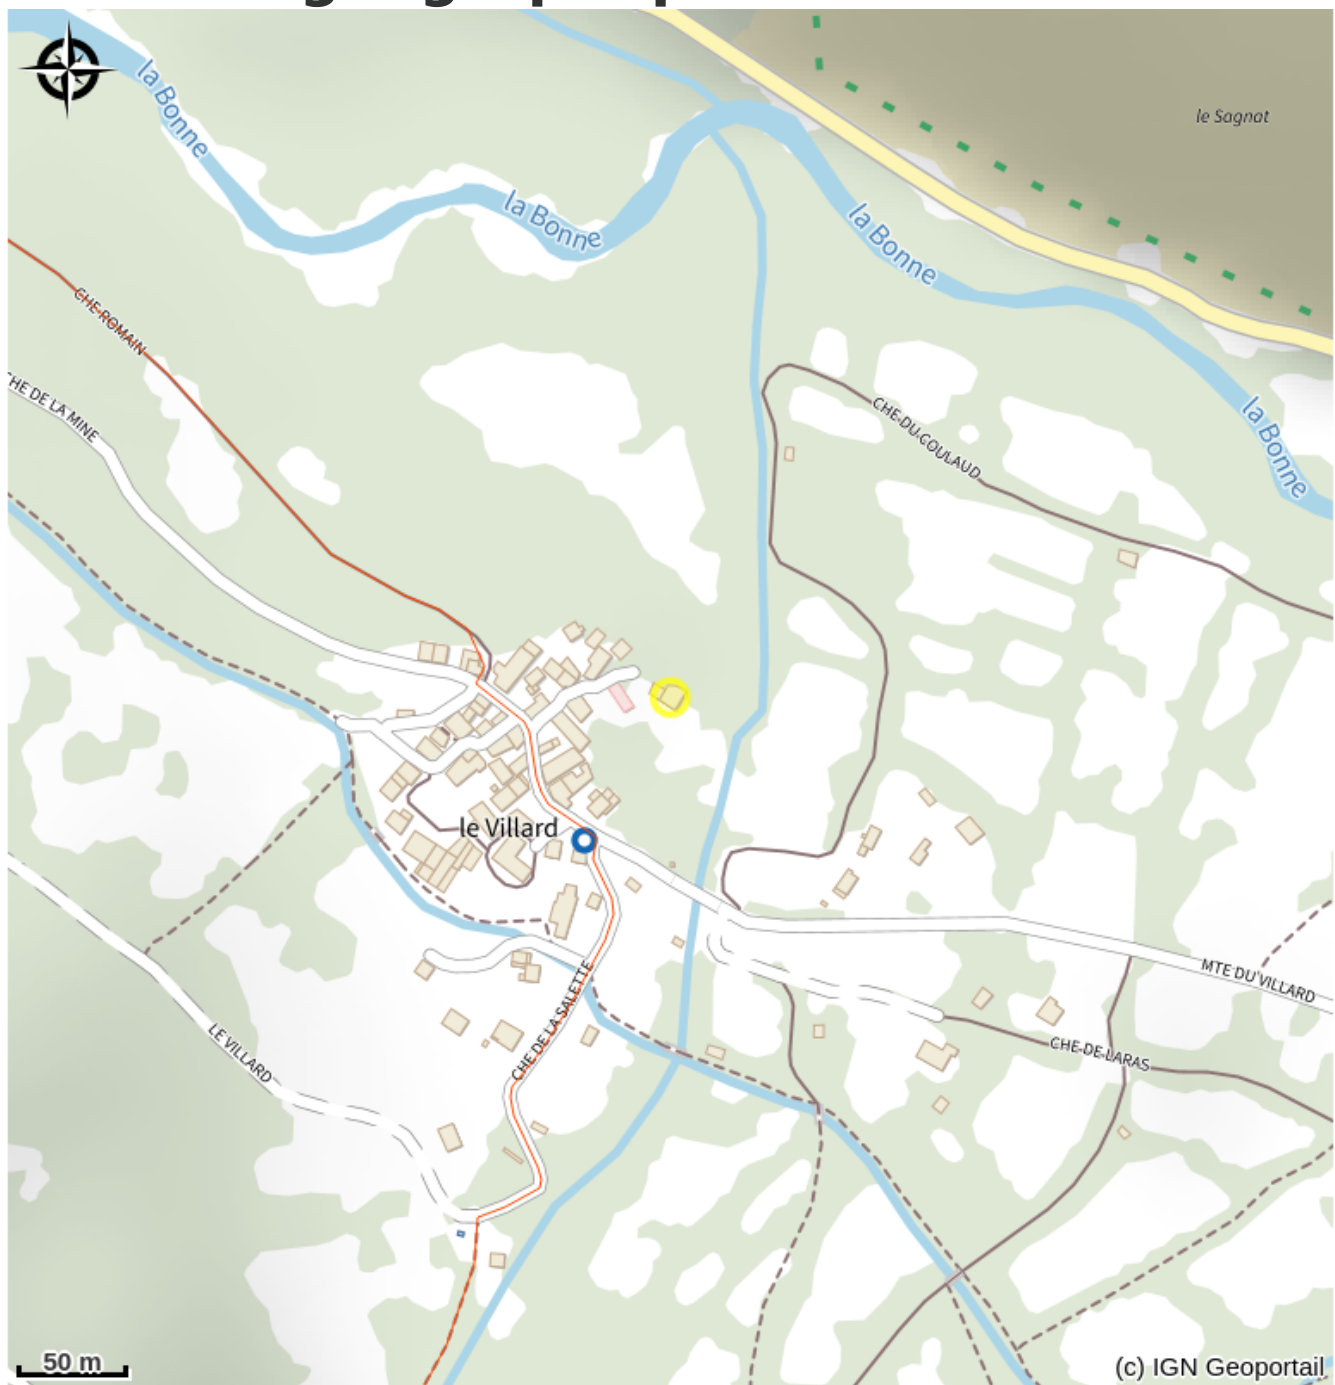 la Bonne
le Sagnat
la Bonne
la Bonne
CHE ROMAIN
CHE DE LA MINE
CHE DU COULAUD
la Bonne
le Villard
MTE DU VILLARD
CHE DE LA SALETTE
LE VILLARD
CHE DE LARAS
50 m
(c) IGN Geoportail